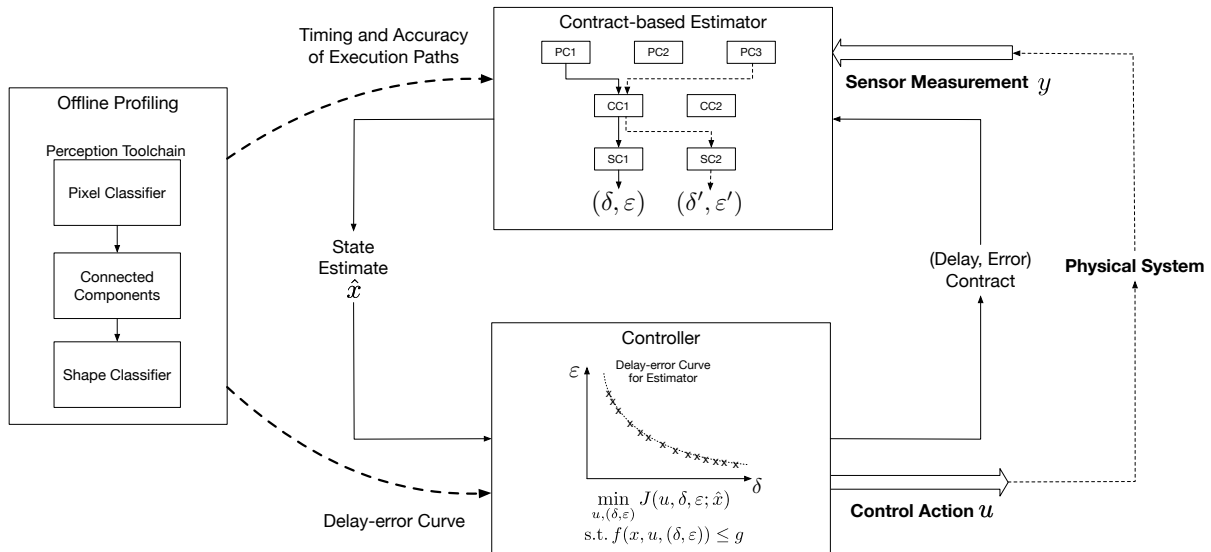 Offline Profiling
Perception Toolchain
Pixel Classifier
Connected
Components
Shape Classifier
Timing and Accuracy
of Execution Paths
Delay-error Curve
Contract-based Estimator
PC1
PC2
PC3
CC1
CC2
SC1
SC2
(δ, ε)
(δ′, ε′)
State
Estimate
x̂
Controller
Delay-error Curve
for Estimator
ε
δ
min J(u, δ, ε; x̂)
u,(δ,ε)
s.t. f(x, u, (δ, ε)) ≤ g
Sensor Measurement y
(Delay, Error)
Contract
Physical System
Control Action u